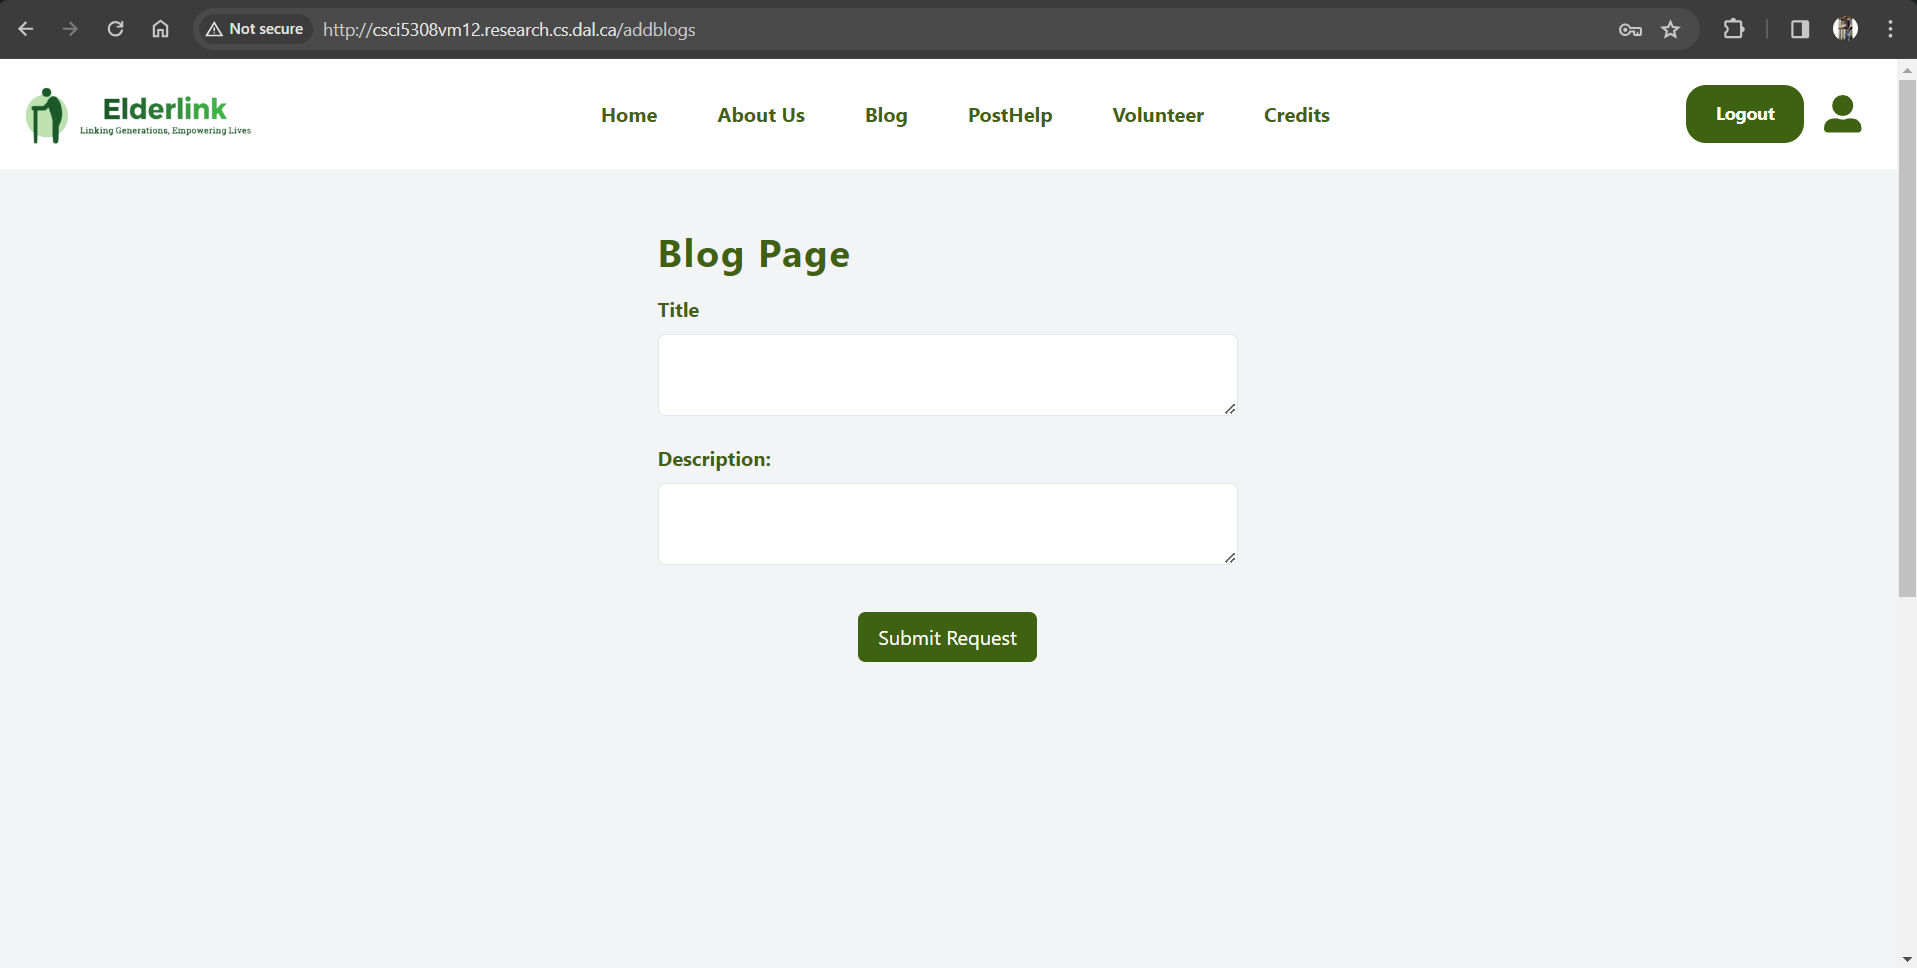 Not secure
http://csci5308vm12.research.cs.dal.ca/addblogs
Elderlink
Linking Generations, Empowering Lives
Home
About Us
Blog
PostHelp
Volunteer
Credits
Logout
Blog Page
Title
Description:
Submit Request